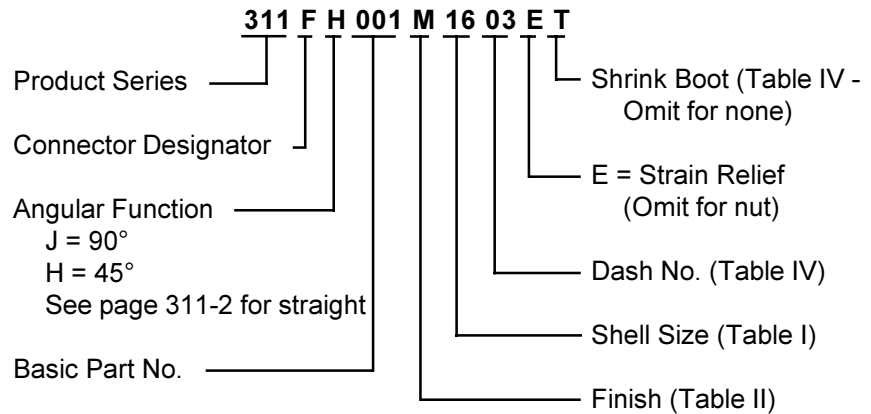 311 F H 001 M 16 03 E T
Product Series
Connector Designator
Angular Function
J = 90°
H = 45°
See page 311-2 for straight
Basic Part No.
Shrink Boot (Table IV -
Omit for none)
E = Strain Relief
(Omit for nut)
Dash No. (Table IV)
Shell Size (Table I)
Finish (Table II)